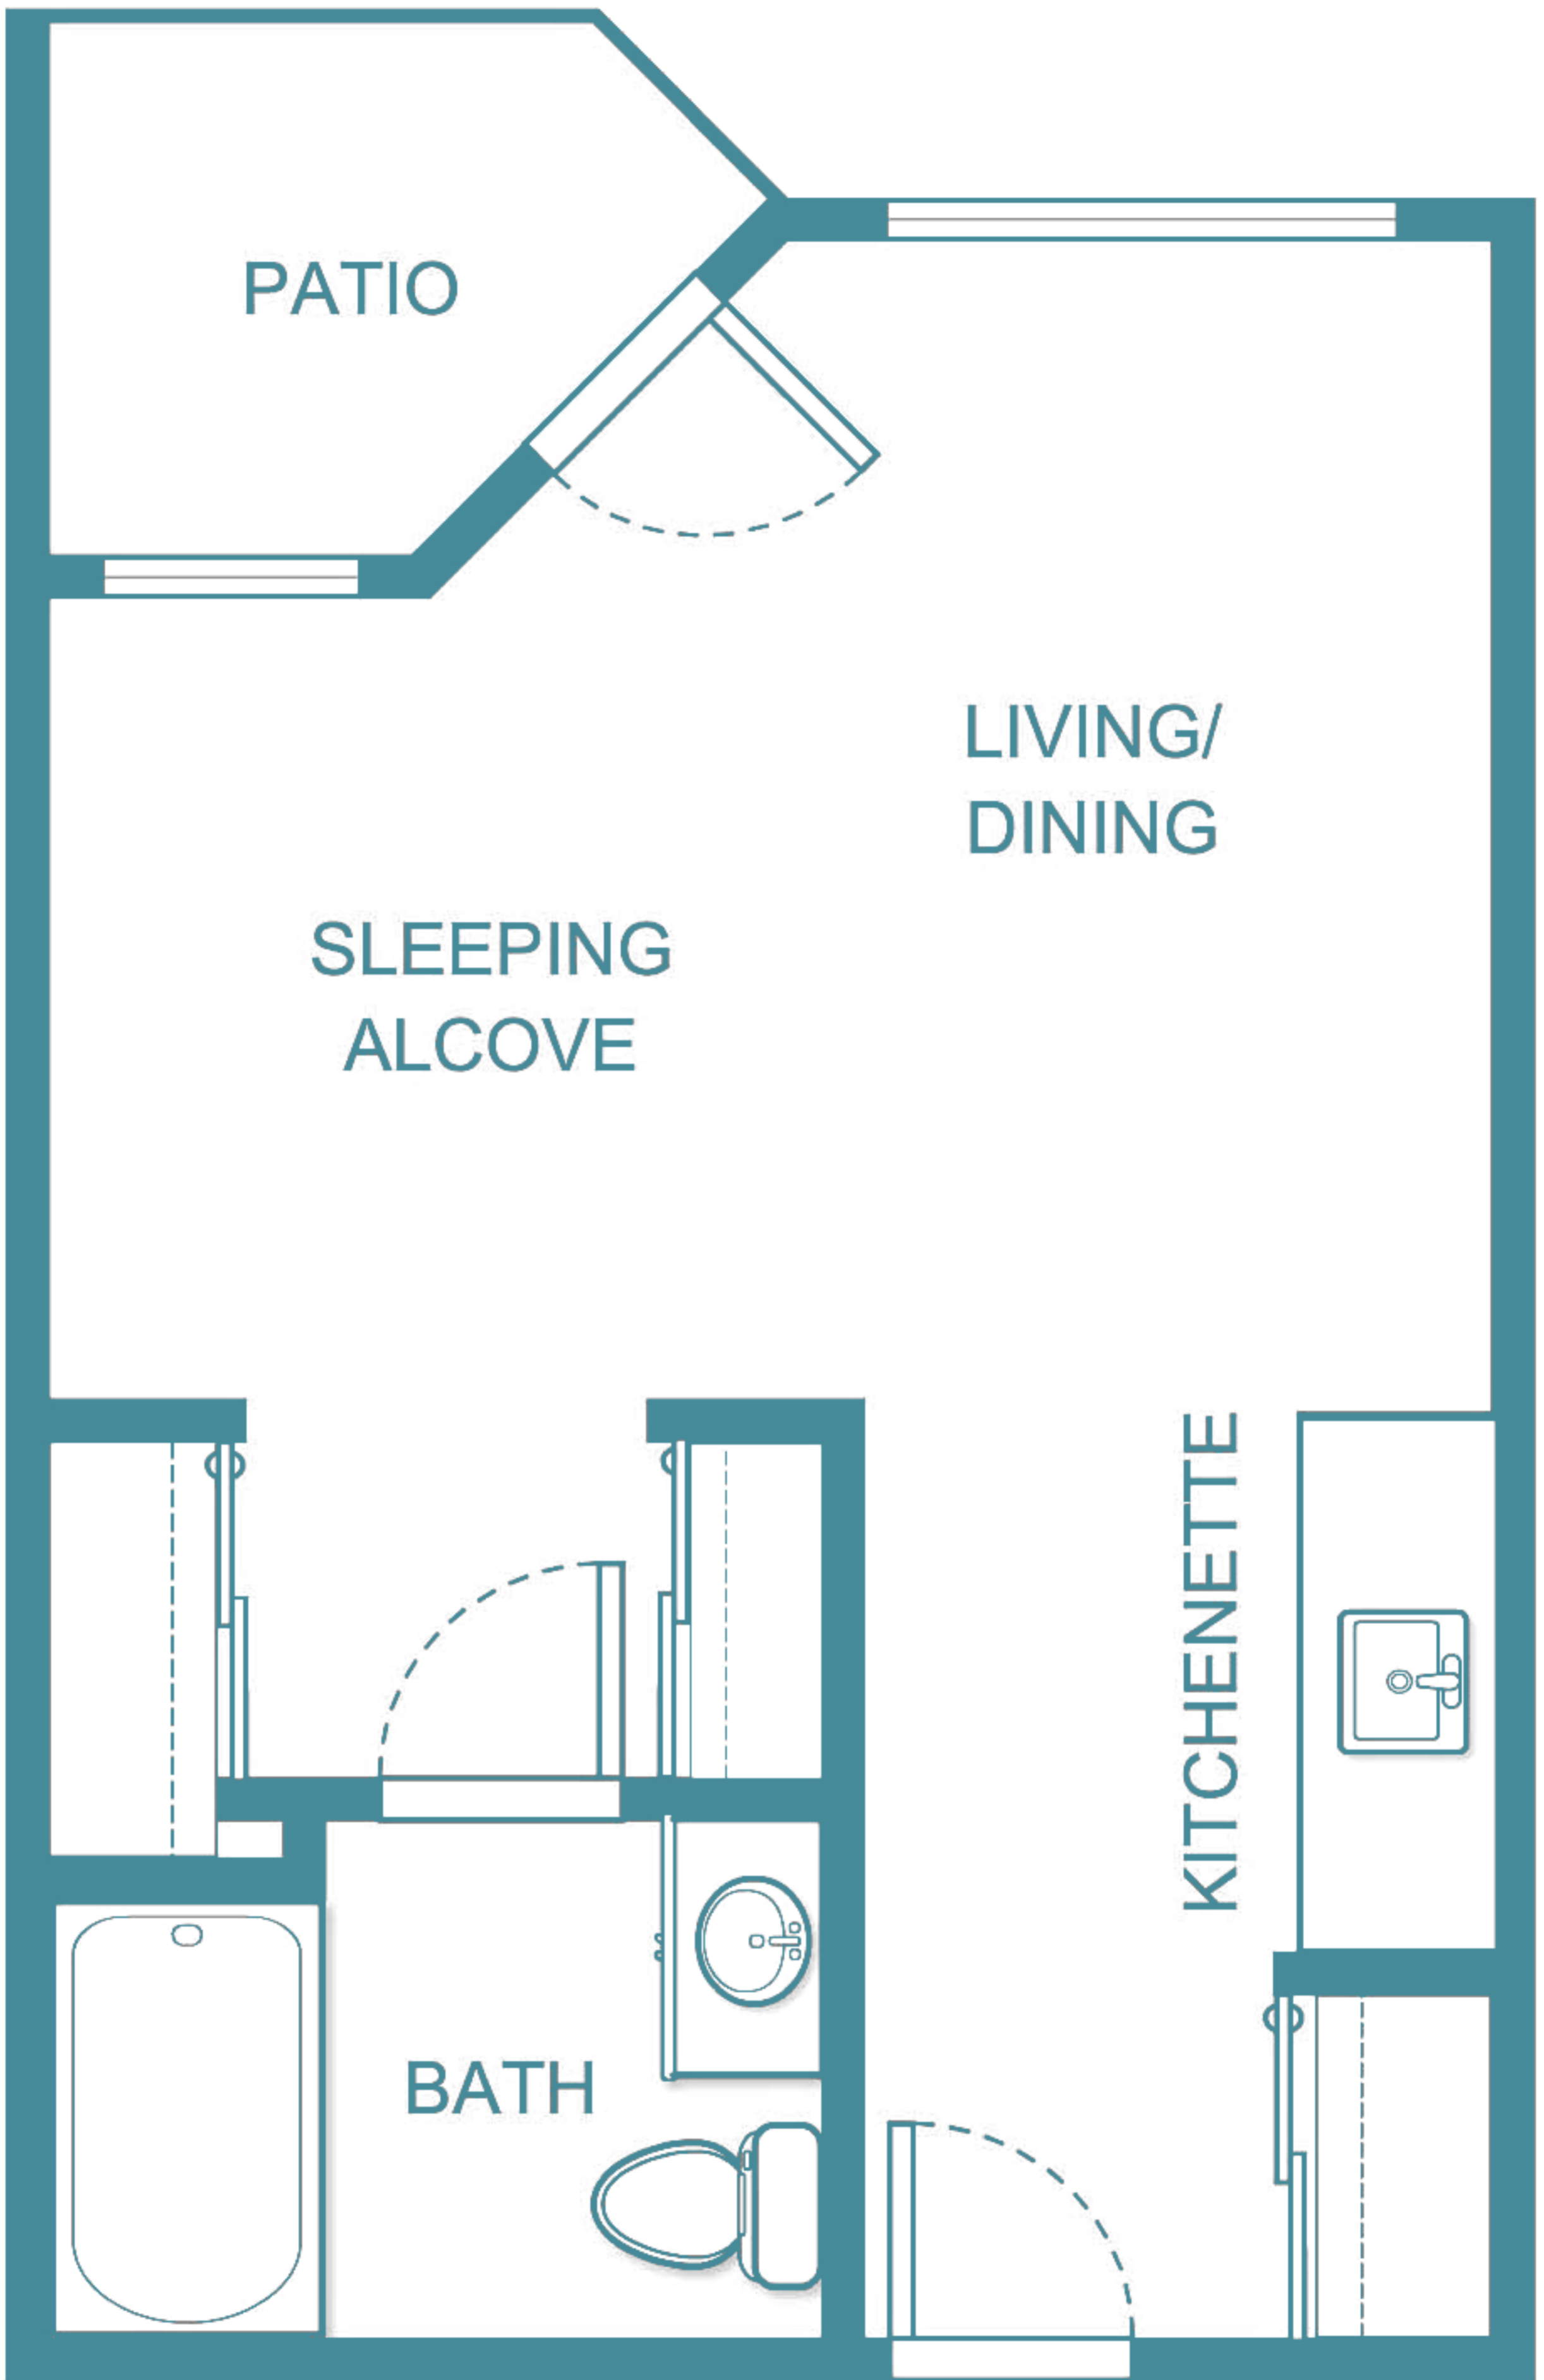 PATIO
LIVING/
DINING
SLEEPING
ALCOVE
KITCHENETTE
BATH